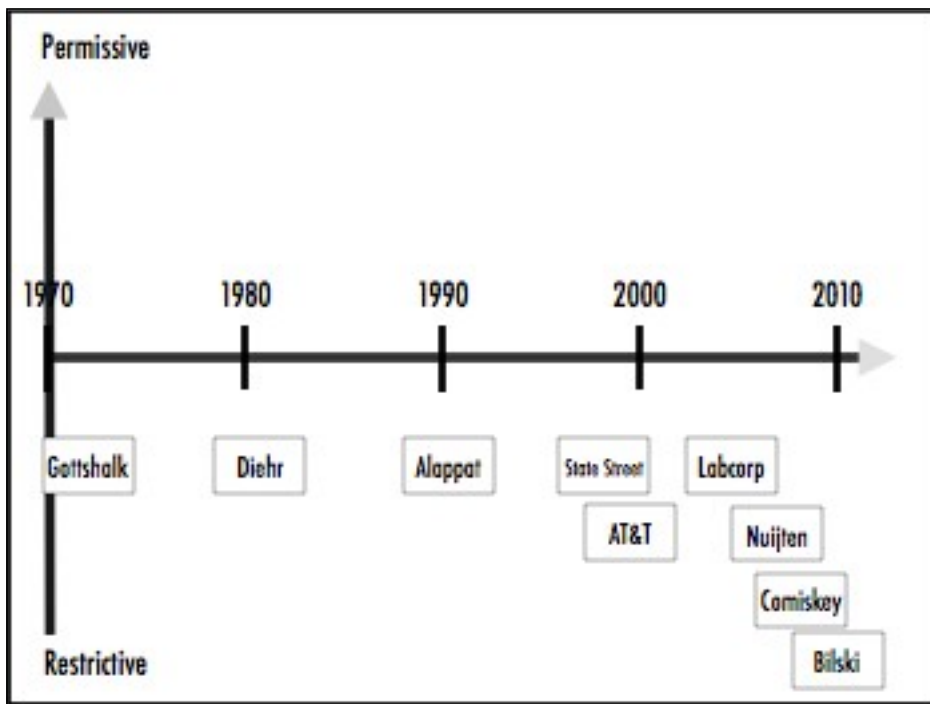 Permissive
1970 1980 1990 2000 2010
Gottshalk Diehr Alappat State Street Labcorp
AT&T Nuijten
Comiskey
Bilski
Restrictive